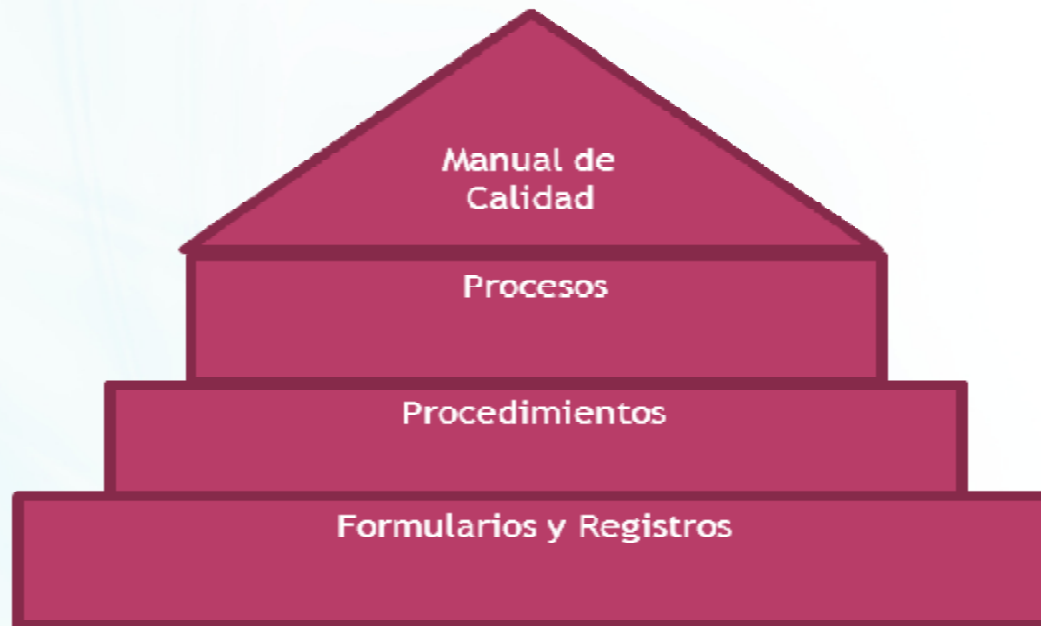 Manual de
Calidad
Procesos
Procedimientos
Formularios y Registros